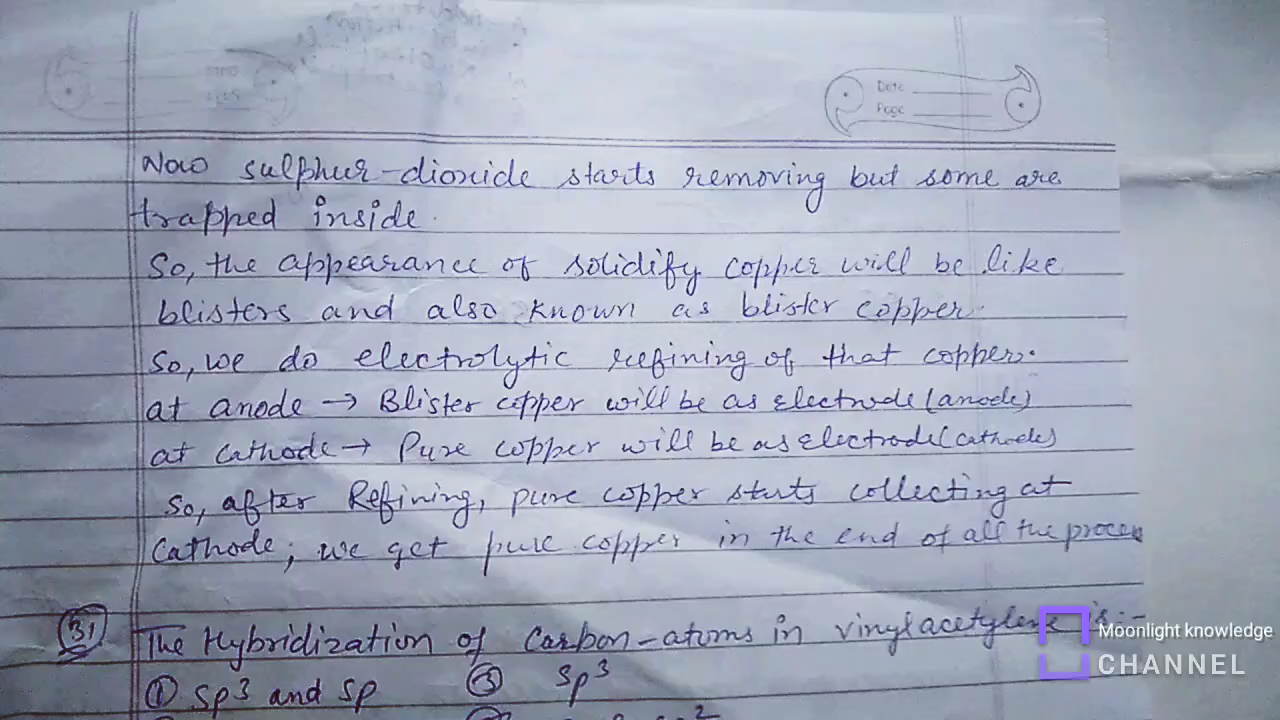 Date
Page
Now sulphur-dioxide starts removing but some are
trapped inside.
So, the appearance of solidify copper will be like
blisters and also known as blister copper.
So, we do electrolytic refining of that copper.
at anode → Blister copper will be as electrode (anode)
at cathode → Pure copper will be as electrode (cathode)
So, after Refining, pure copper starts collecting at
Cathode, we get pure copper in the end of all the process
31 The Hybridization of Carbon-atoms in vinylacetylene is:-
① sp³ and sp ③ sp³
Moonlight knowledge
CHANNEL